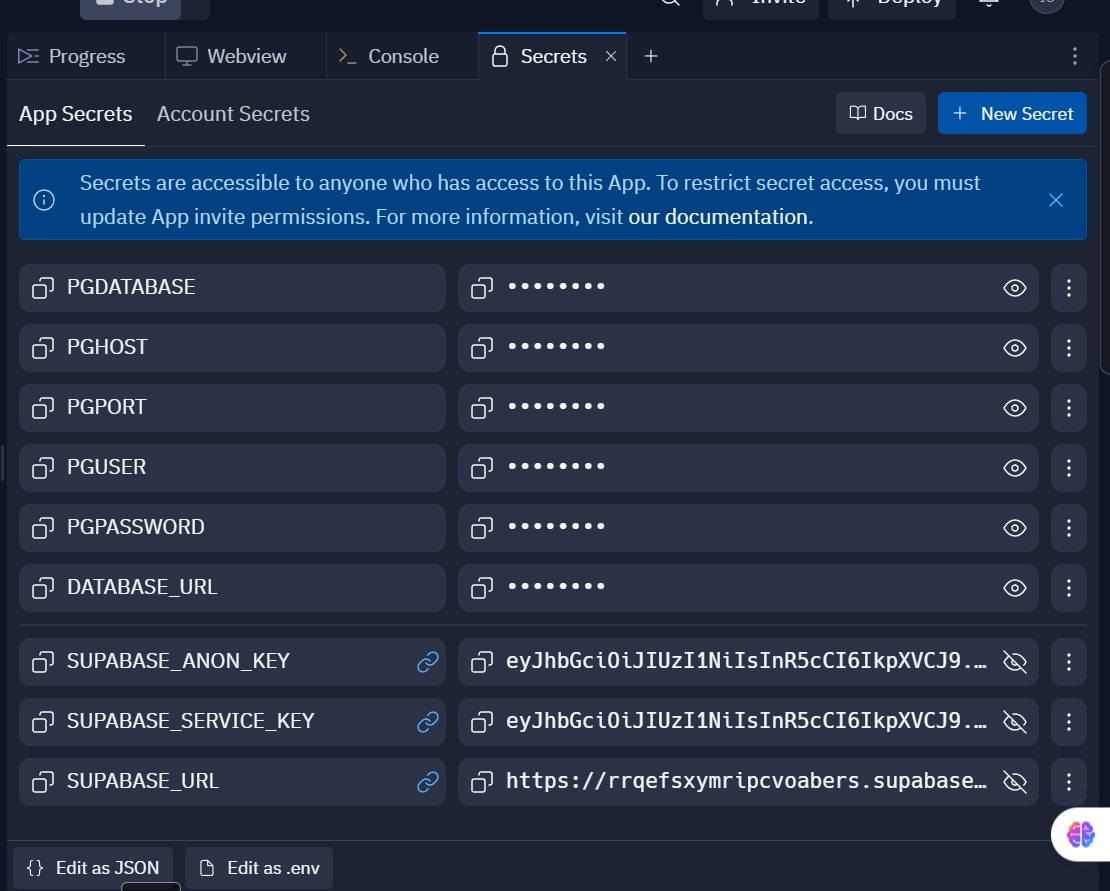 Stop
Invite
Deploy
Progress
Webview
Console
Secrets
App Secrets
Account Secrets
Docs
New Secret
Secrets are accessible to anyone who has access to this App. To restrict secret access, you must
update App invite permissions. For more information, visit our documentation.
PGDATABASE ••••••••
PGHOST ••••••••
PGPORT ••••••••
PGUSER ••••••••
PGPASSWORD ••••••••
DATABASE_URL ••••••••
SUPABASE_ANON_KEY eyJhbGciOiJIUzI1NiIsInR5cCI6IkpXVCJ9.…
SUPABASE_SERVICE_KEY eyJhbGciOiJIUzI1NiIsInR5cCI6IkpXVCJ9.…
SUPABASE_URL https://rrqefsxymripcvoabers.supabase…
{} Edit as JSON
Edit as .env